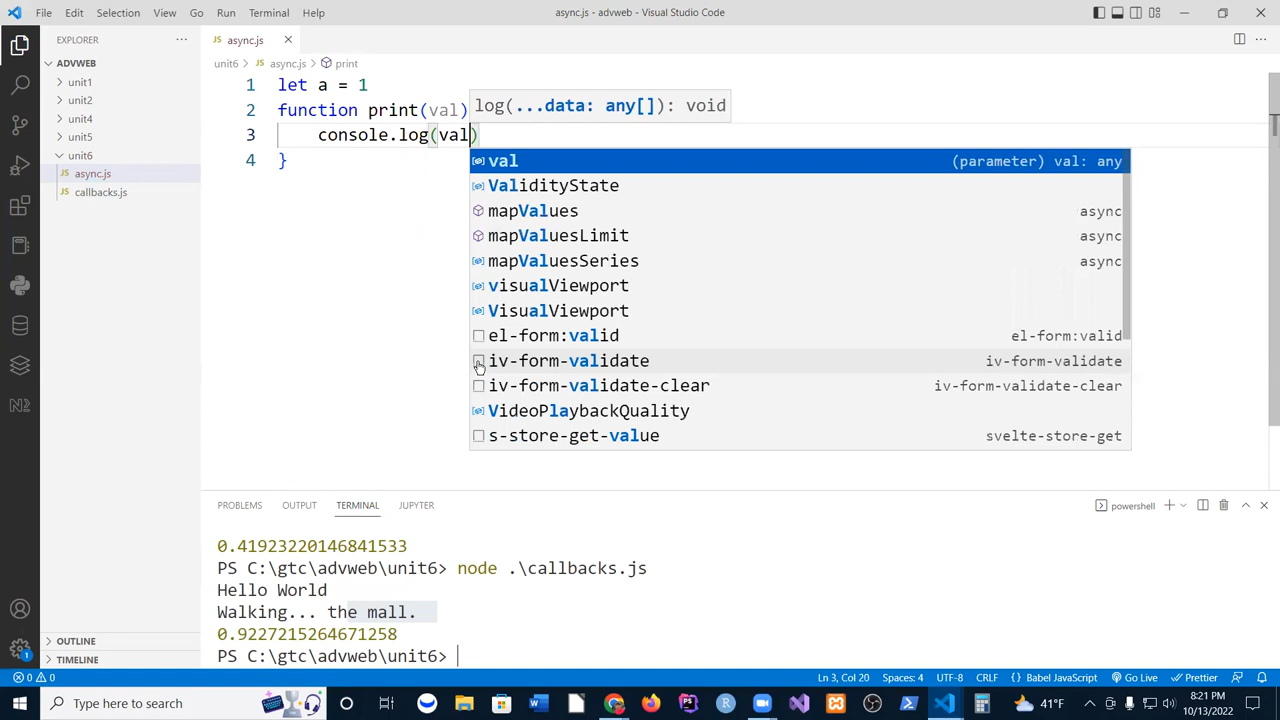 File Edit Selection View Go Run Terminal Help async.js - advweb - Visual Studio Code
EXPLORER
ADVWEB
unit1
unit2
unit4
unit5
unit6
JS async.js
JS callbacks.js
OUTLINE
TIMELINE
JS async.js
unit6 > JS async.js > print
1 let a = 1
2 function print(val)
log(...data: any[]): void
3 console.log(val)
4 }
val (parameter) val: any
ValidityState
mapValues async
mapValuesLimit async
mapValuesSeries async
visualViewport
VisualViewport
el-form:valid el-form:valid
iv-form-validate iv-form-validate
iv-form-validate-clear iv-form-validate-clear
VideoPlaybackQuality
s-store-get-value svelte-store-get
PROBLEMS OUTPUT TERMINAL JUPYTER powershell
0.41923220146841533
PS C:\gtc\advweb\unit6> node .\callbacks.js
Hello World
Walking... the mall.
0.9227215264671258
PS C:\gtc\advweb\unit6>
0 0 Ln 3, Col 20 Spaces: 4 UTF-8 CRLF {} Babel JavaScript Go Live Prettier
Type here to search 41°F 8:21 PM
10/13/2022